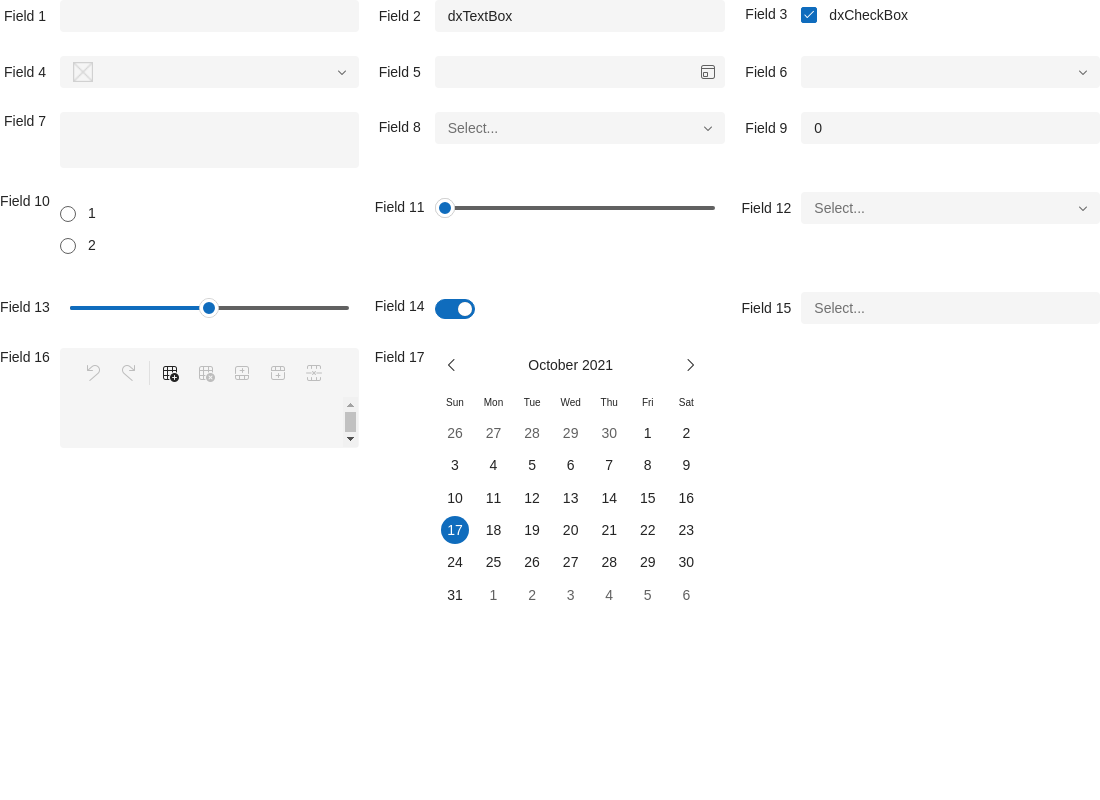 Field 1
Field 2 dxTextBox
Field 3 dxCheckBox
Field 4
Field 5
Field 6
Field 7
Field 8 Select...
Field 9 0
Field 10
1
2
Field 11
Field 12 Select...
Field 13
Field 14
Field 15 Select...
Field 16
Field 17
October 2021
Sun Mon Tue Wed Thu Fri Sat
26 27 28 29 30 1 2
3 4 5 6 7 8 9
10 11 12 13 14 15 16
17 18 19 20 21 22 23
24 25 26 27 28 29 30
31 1 2 3 4 5 6